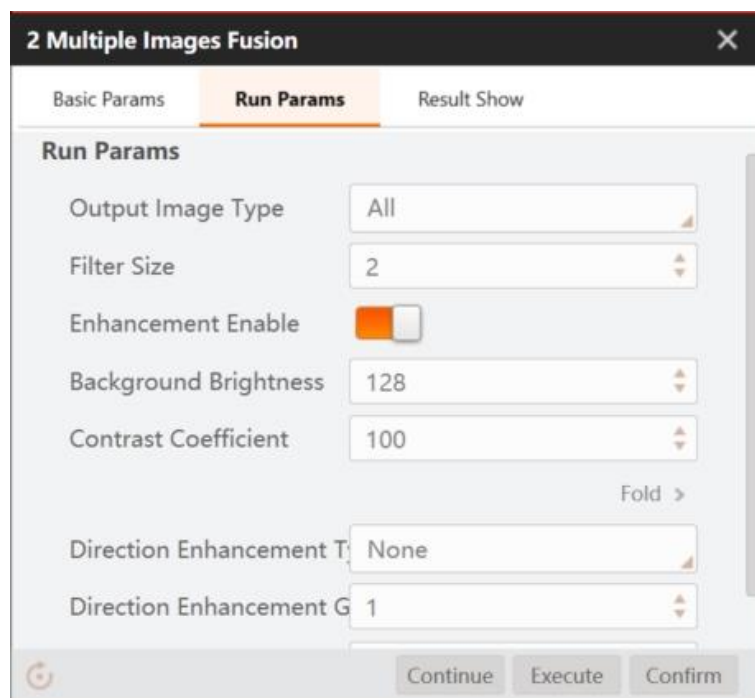 2 Multiple Images Fusion
Basic Params Run Params Result Show
Run Params
Output Image Type All
Filter Size 2
Enhancement Enable
Background Brightness 128
Contrast Coefficient 100
Fold >
Direction Enhancement T None
Direction Enhancement G 1
Continue Execute Confirm